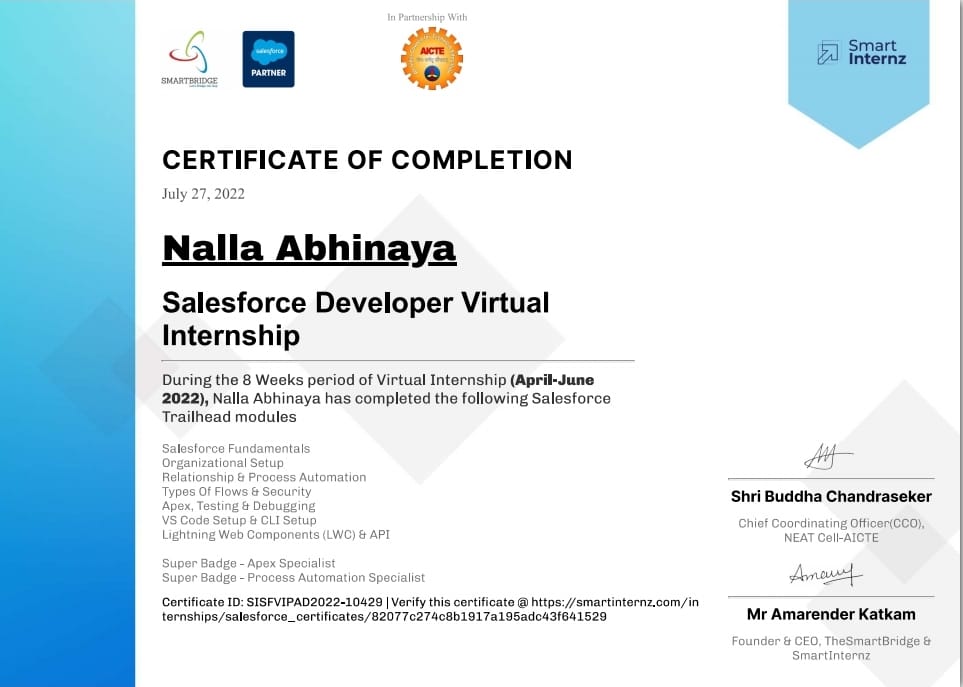 In Partnership With
SMARTBRIDGE
salesforce
PARTNER
AICTE
Smart
Internz
CERTIFICATE OF COMPLETION
July 27, 2022
Nalla Abhinaya
Salesforce Developer Virtual
Internship
During the 8 Weeks period of Virtual Internship (April-June
2022), Nalla Abhinaya has completed the following Salesforce
Trailhead modules
Salesforce Fundamentals
Organizational Setup
Relationship & Process Automation
Types Of Flows & Security
Apex, Testing & Debugging
VS Code Setup & CLI Setup
Lightning Web Components (LWC) & API
Super Badge - Apex Specialist
Super Badge - Process Automation Specialist
Certificate ID: SISFVIPAD2022-10429 | Verify this certificate @ https://smartinternz.com/in
ternships/salesforce_certificates/82077c274c8b1917a195adc43f641529
Shri Buddha Chandraseker
Chief Coordinating Officer(CCO),
NEAT Cell-AICTE
Mr Amarender Katkam
Founder & CEO, TheSmartBridge &
SmartInternz